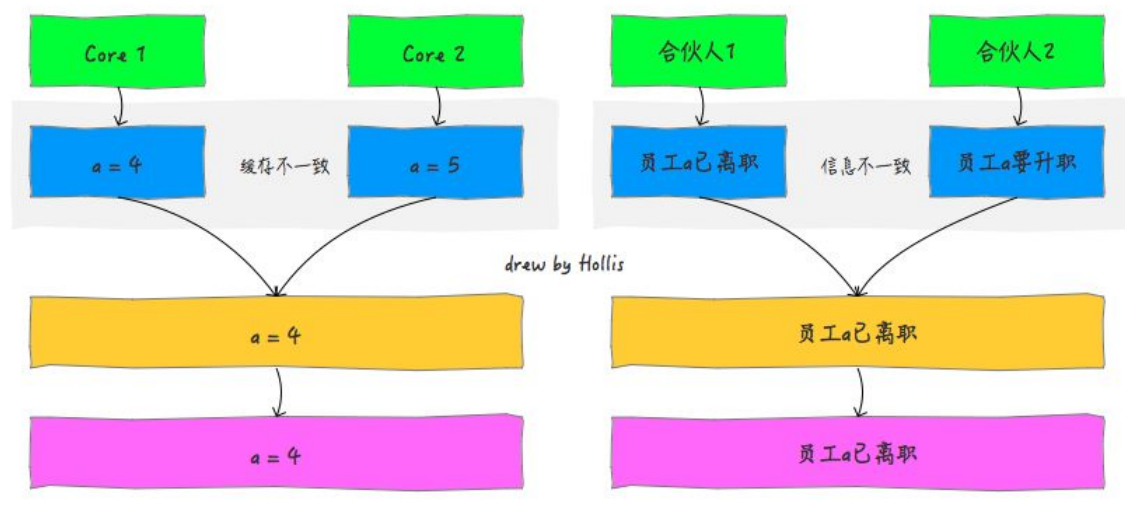 Core 1
Core 2
合伙人1
合伙人2
a = 4
缓存不一致
a = 5
员工a已离职
信息不一致
员工a要升职
drew by Hollis
a = 4
员工a已离职
a = 4
员工a已离职